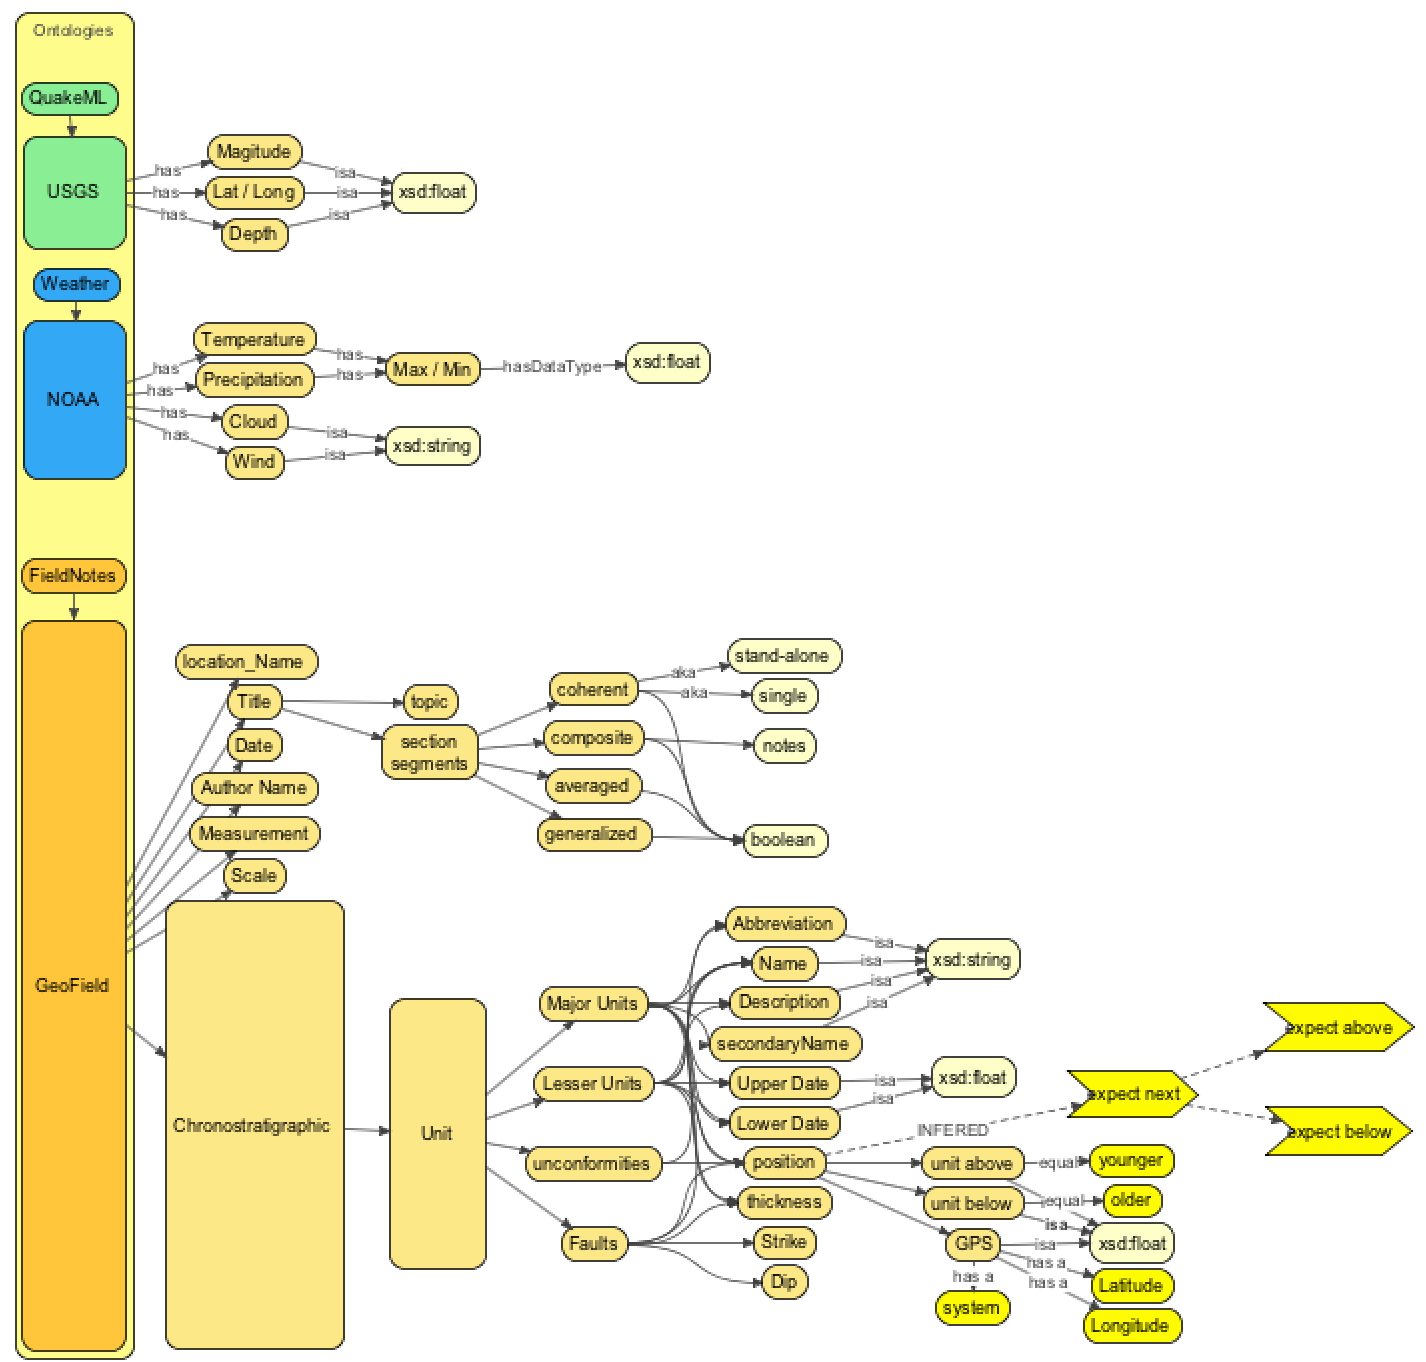 Ontologies
QuakeML
USGS
has
has
has
Magitude
Lat / Long
Depth
isa
isa
isa
xsd:float
Weather
NOAA
has
has
has
has
Temperature
Precipitation
Cloud
Wind
has
has
Max / Min
hasDataType
xsd:float
isa
isa
xsd:string
FieldNotes
GeoField
location_Name
Title
Date
Author Name
Measurement
Scale
topic
section
segments
coherent
composite
averaged
generalized
aka
aka
stand-alone
single
notes
boolean
Chronostratigraphic
Unit
Major Units
Lesser Units
unconformities
Faults
Abbreviation
Name
Description
secondaryName
Upper Date
Lower Date
position
thickness
Strike
Dip
isa
isa
isa
isa
xsd:string
isa
isa
xsd:float
INFERED
expect next
expect above
expect below
unit above
unit below
GPS
equal
equal
isa
isa
younger
older
xsd:float
has a
has a
has a
Latitude
Longitude
system